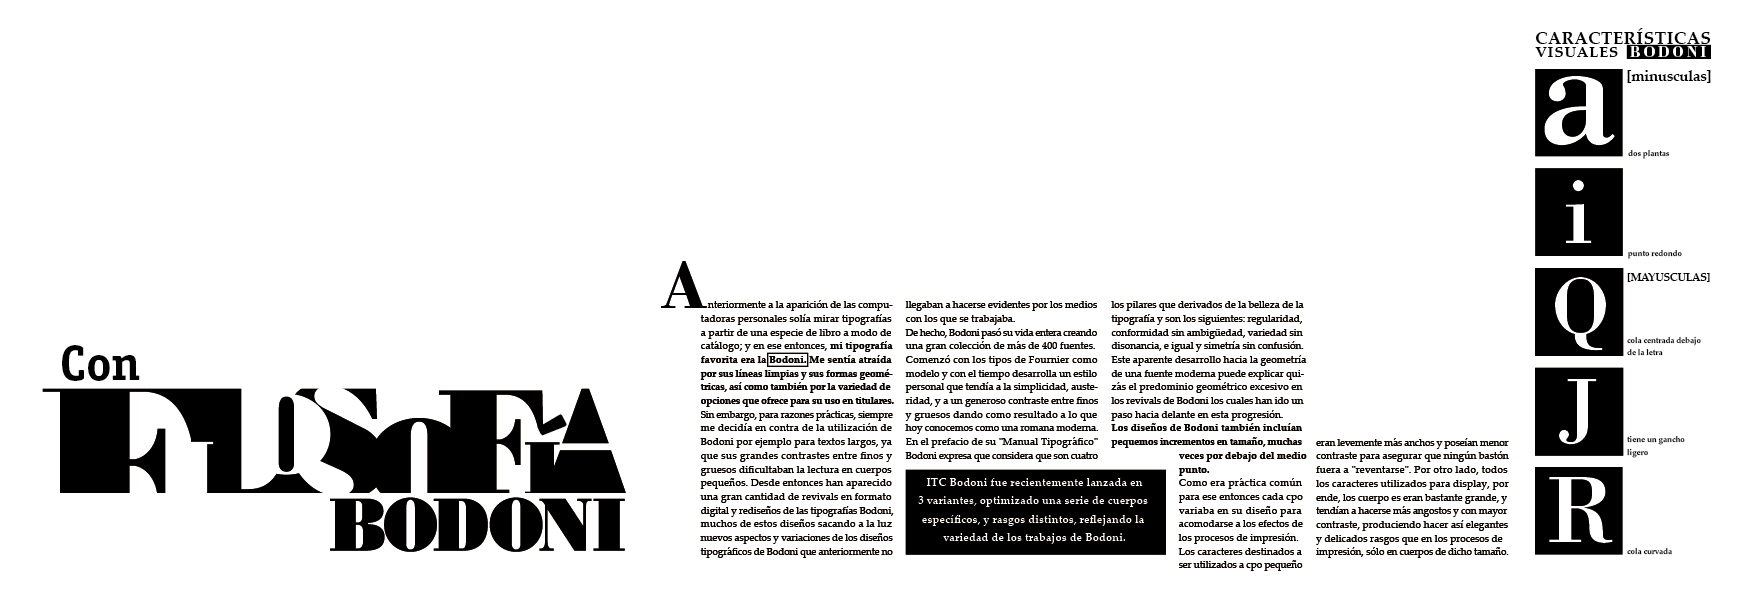 Con
FILOSOFÍA
BODONI
Anteriormente a la aparición de las compu-
tadoras personales solía mirar tipografías
a partir de una especie de libro a modo de
catálogo; y en ese entonces, mi tipografía
favorita era la Bodoni. Me sentía atraída
por sus líneas limpias y sus formas geomé-
tricas, así como también por la variedad de
opciones que ofrece para su uso en titulares.
Sin embargo, para razones prácticas, siempre
me decidía en contra de la utilización de
Bodoni por ejemplo para textos largos, ya
que sus grandes contrastes entre finos y
gruesos dificultaban la lectura en cuerpos
pequeños. Desde entonces han aparecido
una gran cantidad de revivals en formato
digital y rediseños de las tipografías Bodoni,
muchos de estos diseños sacando a la luz
nuevos aspectos y variaciones de los diseños
tipográficos de Bodoni que anteriormente no
llegaban a hacerse evidentes por los medios
con los que se trabajaba.
De hecho, Bodoni pasó su vida entera creando
una gran colección de más de 400 fuentes.
Comenzó con los tipos de Fournier como
modelo y con el tiempo desarrolla un estilo
personal que tendía a la simplicidad, auste-
ridad, y a un generoso contraste entre finos
y gruesos dando como resultado a lo que
hoy conocemos como una romana moderna.
En el prefacio de su "Manual Tipográfico"
Bodoni expresa que considera que son cuatro
ITC Bodoni fue recientemente lanzada en
3 variantes, optimizado una serie de cuerpos
específicos, y rasgos distintos, reflejando la
variedad de los trabajos de Bodoni.
los pilares que derivados de la belleza de la
tipografía y son los siguientes: regularidad,
conformidad sin ambigüedad, variedad sin
disonancia, e igual y simetría sin confusión.
Este aparente desarrollo hacia la geometría
de una fuente moderna puede explicar qui-
zás el predominio geométrico excesivo en
los revivals de Bodoni los cuales han ido un
paso hacia delante en esta progresión.
Los diseños de Bodoni también incluían
pequemos incrementos en tamaño, muchas
veces por debajo del medio
punto.
Como era práctica común
para ese entonces cada cpo
variaba en su diseño para
acomodarse a los efectos de
los procesos de impresión.
Los caracteres destinados a
ser utilizados a cpo pequeño
eran levemente más anchos y poseían menor
contraste para asegurar que ningún bastón
fuera a "reventarse". Por otro lado, todos
los caracteres utilizados para display, por
ende, los cuerpo es eran bastante grande, y
tendían a hacerse más angostos y con mayor
contraste, produciendo hacer así elegantes
y delicados rasgos que en los procesos de
impresión, sólo en cuerpos de dicho tamaño.
CARACTERÍSTICAS
VISUALES BODONI
[minusculas]
a
dos plantas
i
punto redondo
[MAYUSCULAS]
Q
cola centrada debajo
de la letra
J
tiene un gancho
ligero
R
cola curvada